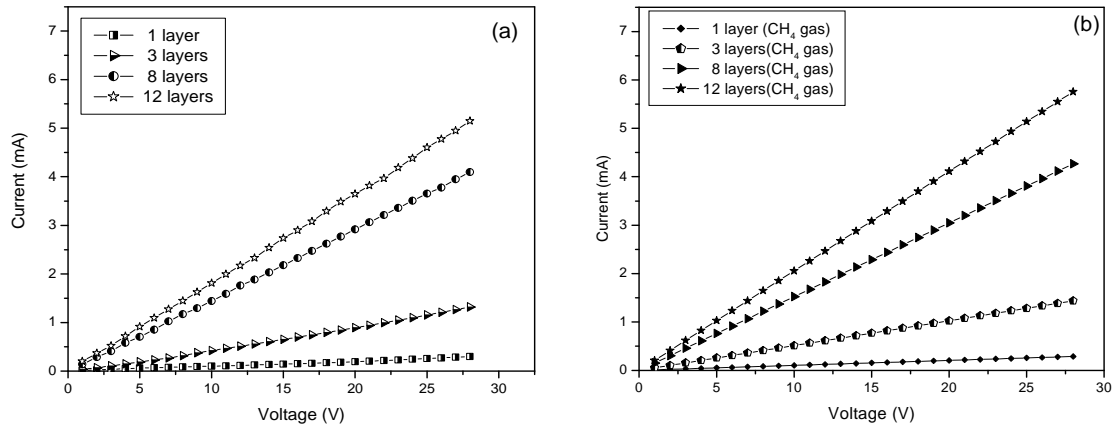 (a)
1 layer
3 layers
8 layers
12 layers
7
6
5
4
3
2
1
0
Current (mA)
0 5 10 15 20 25 30
Voltage (V)
(b)
1 layer (CH₄ gas)
3 layers(CH₄ gas)
8 layers(CH₄ gas)
12 layers(CH₄ gas)
7
6
5
4
3
2
1
0
Current (mA)
0 5 10 15 20 25 30
Voltage (V)